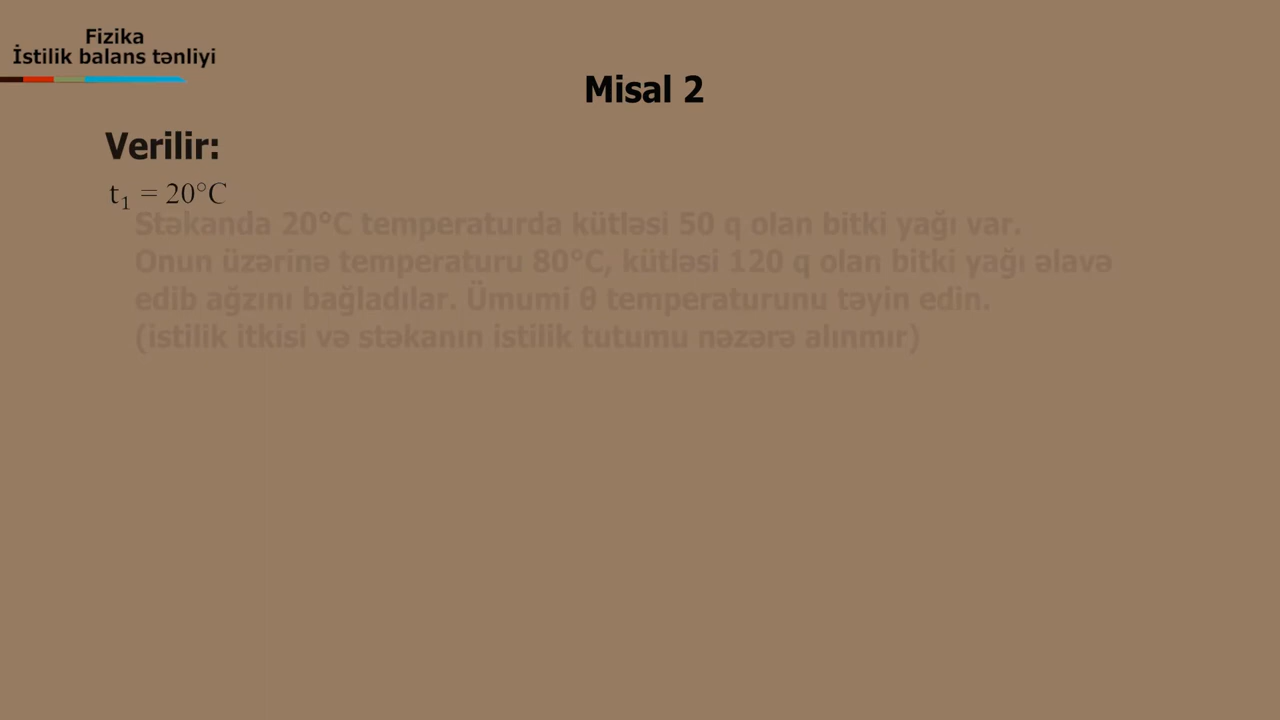 Fizika
İstilik balans tənliyi
Misal 2
Verilir:
t₁ = 20°C
Stəkanda 20°C temperaturda kütləsi 50 q olan bitki yağı var.
Onun üzərinə temperaturu 80°C, kütləsi 120 q olan bitki yağı əlavə
edib ağzını bağladılar. Ümumi θ temperaturunu təyin edin.
(istilik itkisi və stəkanın istilik tutumu nəzərə alınmır)